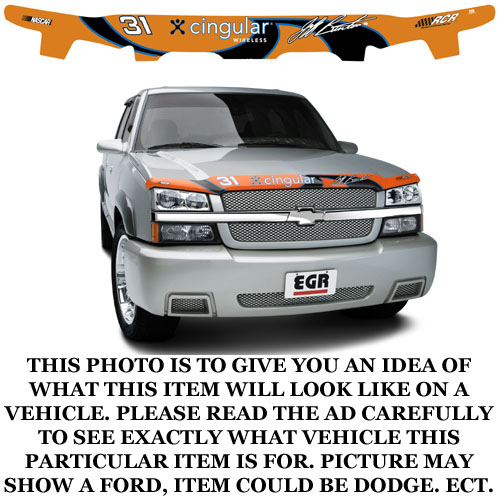 NASCAR 31 cingular Jeff Burton RCR
WIRELESS
31 cingular
EGR
THIS PHOTO IS TO GIVE YOU AN IDEA OF
WHAT THIS ITEM WILL LOOK LIKE ON A
VEHICLE. PLEASE READ THE AD CAREFULLY
TO SEE EXACTLY WHAT VEHICLE THIS
PARTICULAR ITEM IS FOR. PICTURE MAY
SHOW A FORD, ITEM COULD BE DODGE. ECT.